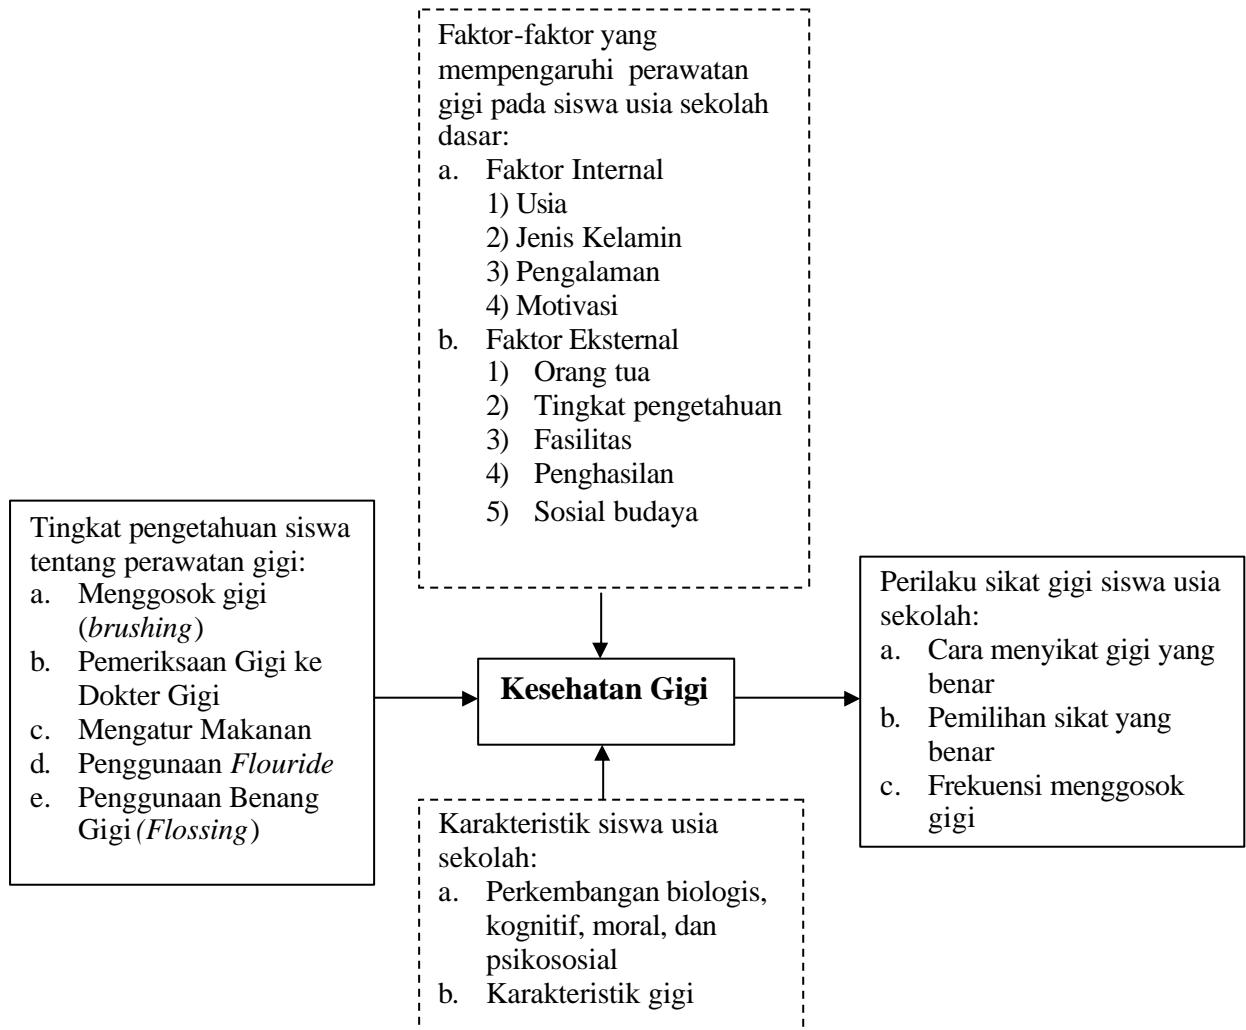 Faktor-faktor yang
mempengaruhi perawatan
gigi pada siswa usia sekolah
dasar:
a. Faktor Internal
1) Usia
2) Jenis Kelamin
3) Pengalaman
4) Motivasi
b. Faktor Eksternal
1) Orang tua
2) Tingkat pengetahuan
3) Fasilitas
4) Penghasilan
5) Sosial budaya
Tingkat pengetahuan siswa
tentang perawatan gigi:
a. Menggosok gigi
(brushing)
b. Pemeriksaan Gigi ke
Dokter Gigi
c. Mengatur Makanan
d. Penggunaan Flouride
e. Penggunaan Benang
Gigi (Flossing)
Kesehatan Gigi
Perilaku sikat gigi siswa usia
sekolah:
a. Cara menyikat gigi yang
benar
b. Pemilihan sikat yang
benar
c. Frekuensi menggosok
gigi
Karakteristik siswa usia
sekolah:
a. Perkembangan biologis,
kognitif, moral, dan
psikososial
b. Karakteristik gigi